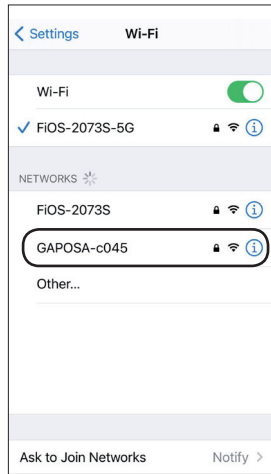 Settings Wi-Fi
Wi-Fi
FiOS-2073S-5G
NETWORKS
FiOS-2073S
GAPOSA-c045
Other...
Ask to Join Networks Notify